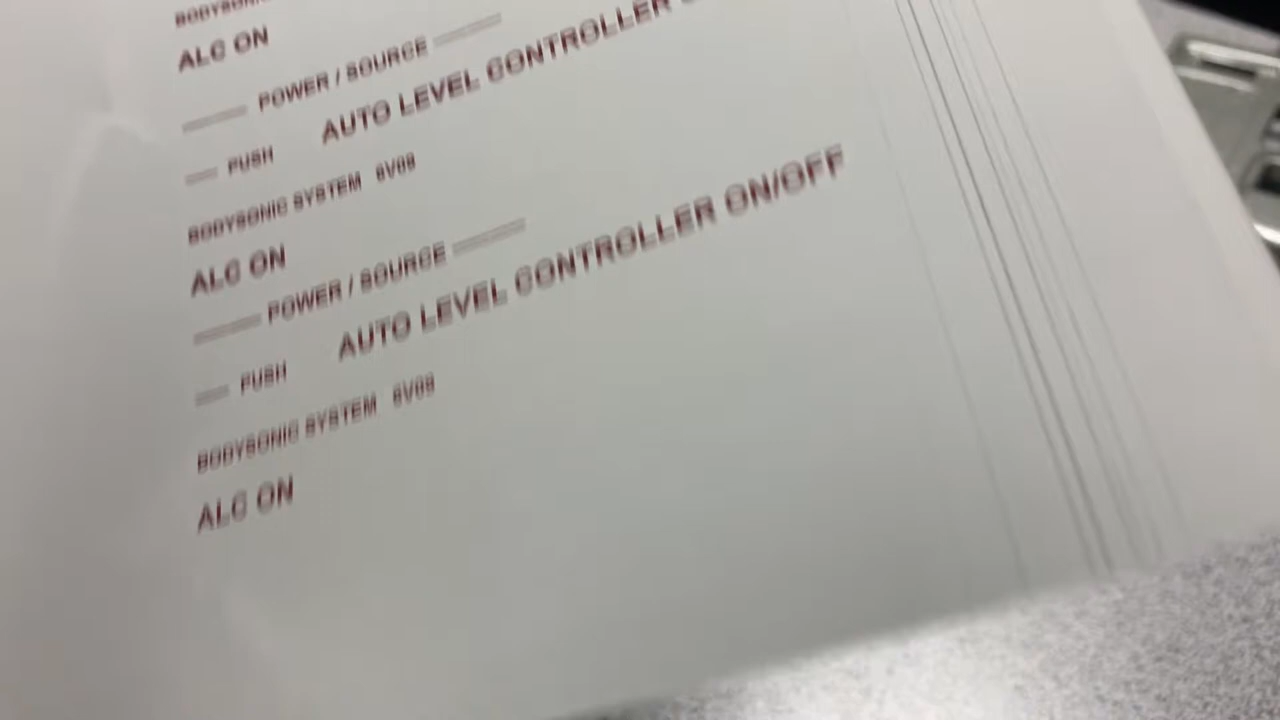 BODYSONIC
ALC ON
POWER / SOURCE
AUTO LEVEL CONTROLLER
PUSH
BODYSONIC SYSTEM 6V09
ALC ON
POWER / SOURCE
AUTO LEVEL CONTROLLER ON/OFF
PUSH
BODYSONIC SYSTEM 6V09
ALC ON